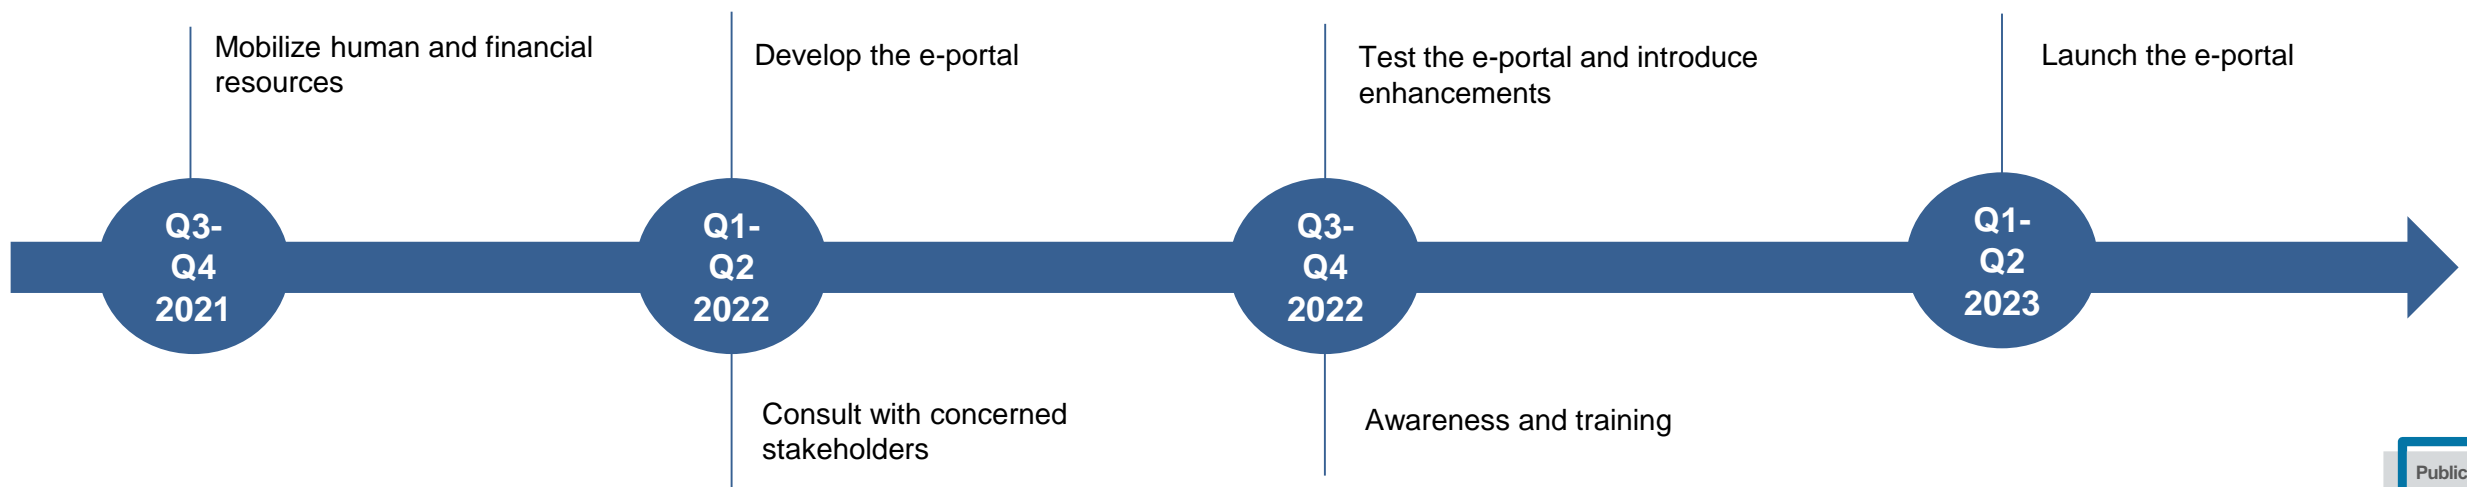 Mobilize human and financial
resources
Develop the e-portal
Test the e-portal and introduce
enhancements
Launch the e-portal
Q3-
Q4
2021
Q1-
Q2
2022
Q3-
Q4
2022
Q1-
Q2
2023
Consult with concerned
stakeholders
Awareness and training
Public